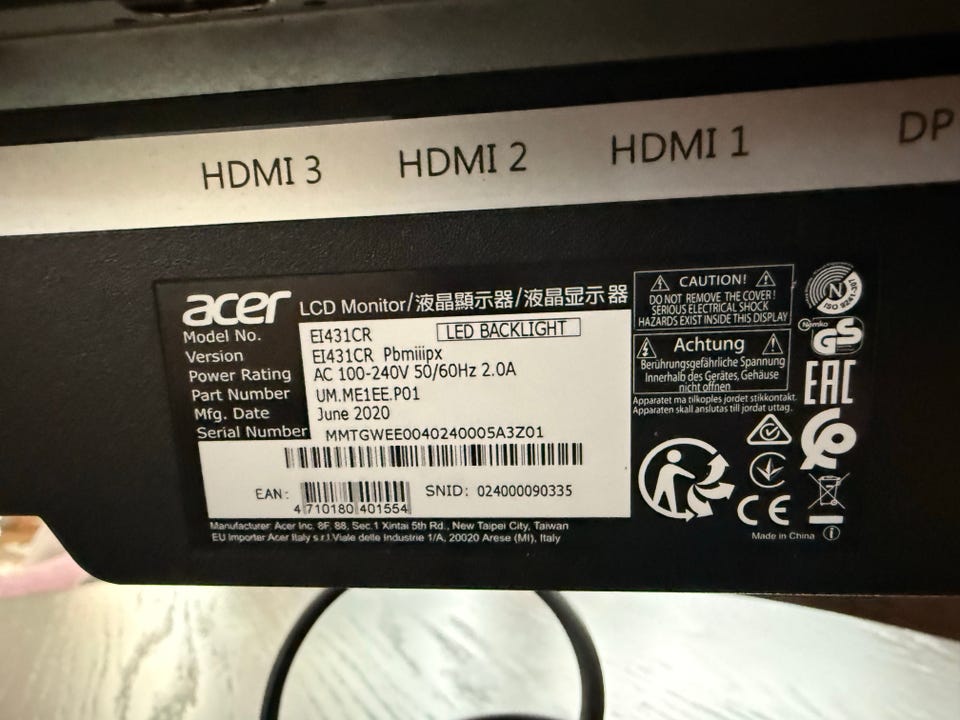 HDMI 3 HDMI 2 HDMI 1 DP
acer LCD Monitor/液晶顯示器/液晶显示器
Model No. EI431CR LED BACKLIGHT
Version EI431CR Pbmiiipx
Power Rating AC 100-240V 50/60Hz 2.0A
Part Number UM.ME1EE.P01
Mfg. Date June 2020
Serial Number MMTGWEE0040240005A3Z01
EAN: 4 710180 401554 SNID: 024000090335
Manufacturer Acer Inc. 8F, 88, Sec.1 Xintai 5th Rd., New Taipei City, Taiwan
EU Importer Acer Italy s.r.l Viale delle Industrie 1/A, 20020 Arese (MI), Italy
CAUTION!
DO NOT REMOVE THE COVER!
SERIOUS ELECTRICAL SHOCK
HAZARDS EXIST INSIDE THIS DISPLAY
Achtung
Berührungsgefährliche Spannung
Innerhalb des Gerätes, Gehäuse
nicht öffnen
Apparatet ma tilkoples jordet stikkontakt.
Apparaten skall anslutas till jordat uttag.
N
ISO 9241-307
Nemko GS
EAC
CE
Made in China